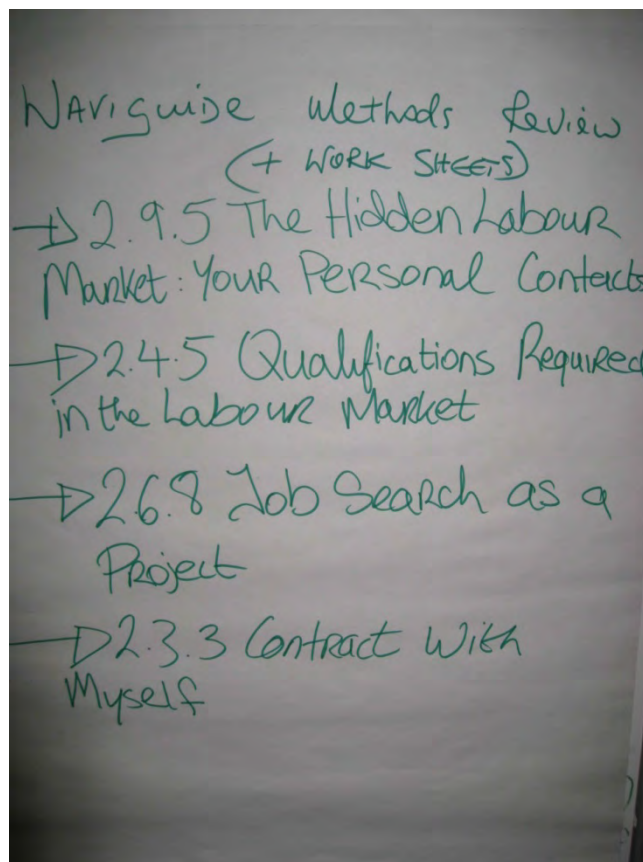 NAVIGUIDE Methods Review
(+ WORK SHEETS)
→ 2.9.5 The Hidden Labour
Market: Your Personal Contacts
→ 2.4.5 Qualifications Required
in the Labour Market
→ 2.6.8 Job Search as a
Project
→ 2.3.3 Contract With
Myself